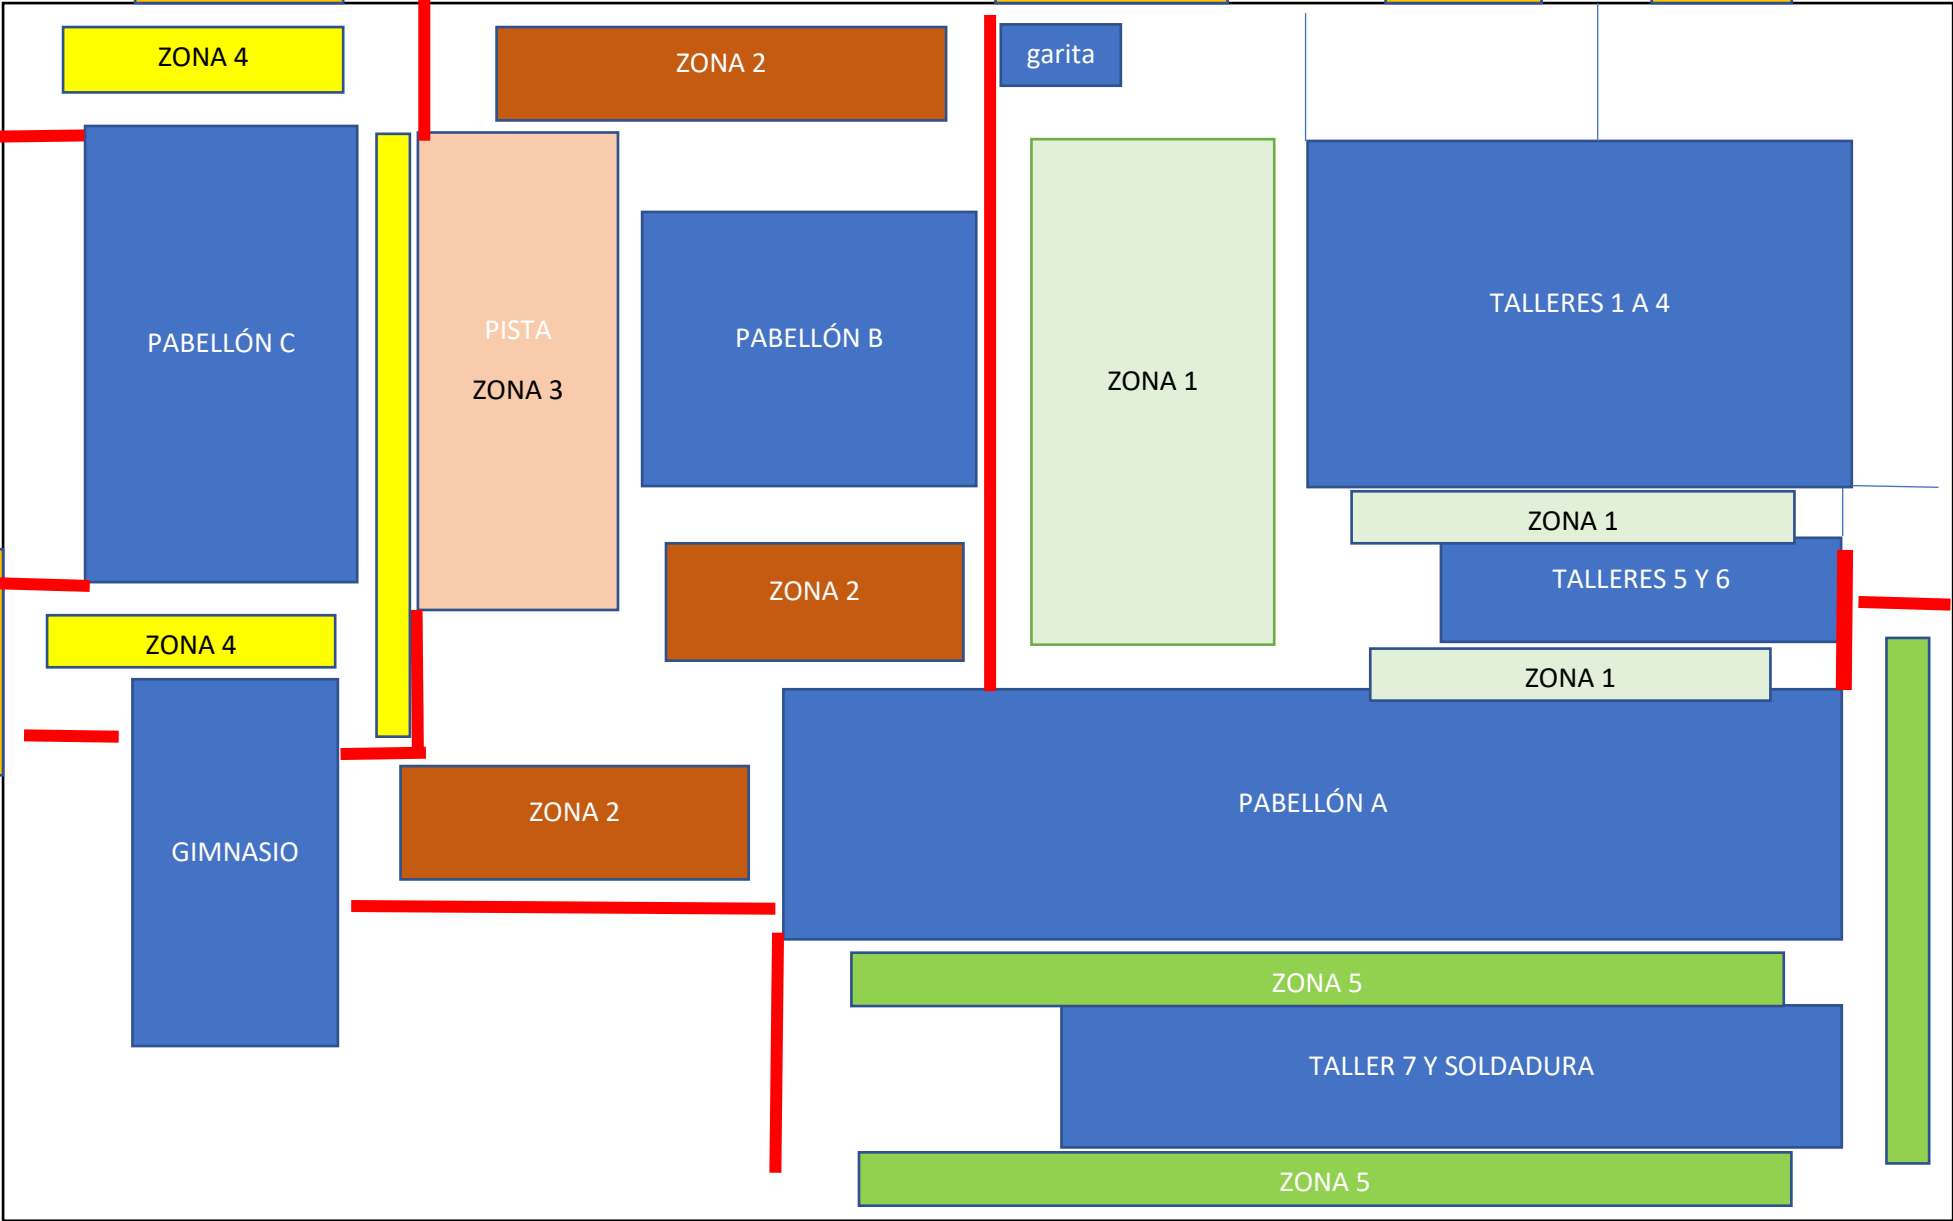 ZONA 4
ZONA 2
garita
PABELLÓN C
PISTA
ZONA 3
PABELLÓN B
ZONA 1
TALLERES 1 A 4
ZONA 1
TALLERES 5 Y 6
ZONA 2
ZONA 4
ZONA 1
GIMNASIO
ZONA 2
PABELLÓN A
ZONA 5
TALLER 7 Y SOLDADURA
ZONA 5